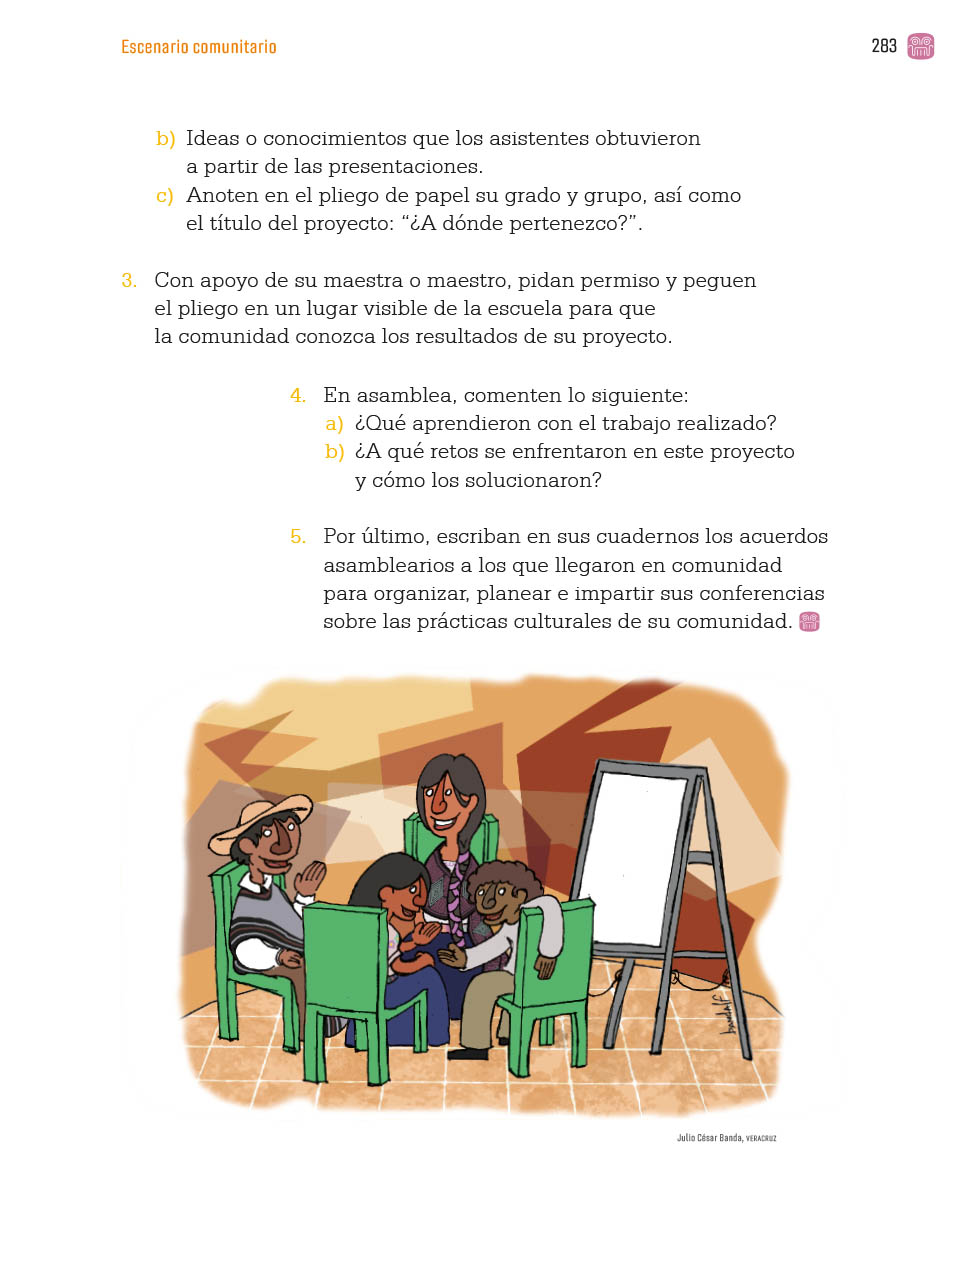 Escenario comunitario
283
b) Ideas o conocimientos que los asistentes obtuvieron
a partir de las presentaciones.
c) Anoten en el pliego de papel su grado y grupo, así como
el título del proyecto: “¿A dónde pertenezco?”.
3. Con apoyo de su maestra o maestro, pidan permiso y peguen
el pliego en un lugar visible de la escuela para que
la comunidad conozca los resultados de su proyecto.
4. En asamblea, comenten lo siguiente:
a) ¿Qué aprendieron con el trabajo realizado?
b) ¿A qué retos se enfrentaron en este proyecto
y cómo los solucionaron?
5. Por último, escriban en sus cuadernos los acuerdos
asamblearios a los que llegaron en comunidad
para organizar, planear e impartir sus conferencias
sobre las prácticas culturales de su comunidad.
Julio César Banda, VERACRUZ